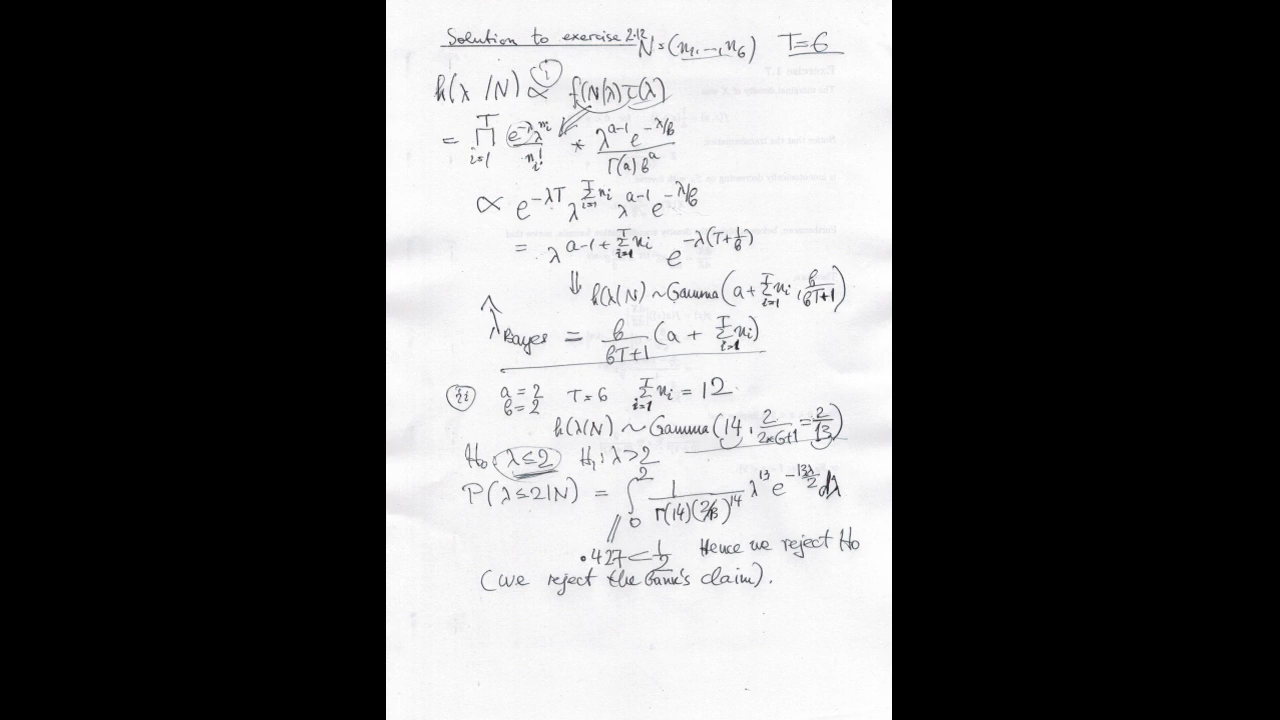 Solution to exercise 2.12 N = (n₁, ..., n₆) T = 6
i
h(λ|N) ∝ f(N|λ) τ(λ)
= ∏_{i=1}^{T} e^{-λ} λ^{n_i} / n_i! * λ^{a-1} e^{-λ/b} / Γ(a) b^a
∝ e^{-λT} λ^{Σ_{i=1}^{T} n_i} λ^{a-1} e^{-λ/b}
= λ^{a-1+Σ_{i=1}^{T} n_i} e^{-λ(T+1/b)}
⇓ h(λ|N) ~ Gamma(a + Σ_{i=1}^{T} n_i, b/(bT+1))
λ̂_Bayes = b/(bT+1) (a + Σ_{i=1}^{T} n_i)
ii a = 2 b = 2 T = 6 Σ_{i=1}^{T} n_i = 12
h(λ|N) ~ Gamma(14, 2/(2*6+1) = 2/13)
H₀: λ ≤ 2 H₁: λ > 2
P(λ ≤ 2|N) = ∫_0^2 1/(Γ(14)(2/13)^{14}) λ^{13} e^{-13λ/2} dλ
.427 < 1/2 Hence we reject H₀
(we reject the bank's claim).